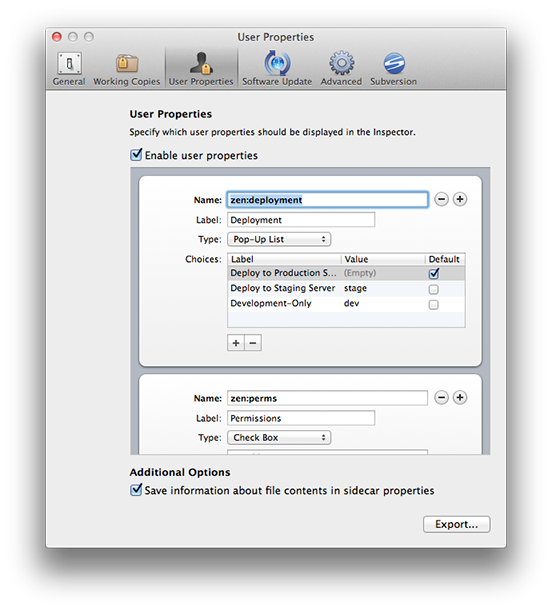 User Properties
General Working Copies User Properties Software Update Advanced Subversion
User Properties
Specify which user properties should be displayed in the Inspector.
Enable user properties
Name: zen:deployment
Label: Deployment
Type: Pop-Up List
Choices: Label Value Default
Deploy to Production S... (Empty)
Deploy to Staging Server stage
Development-Only dev
Name: zen:perms
Label: Permissions
Type: Check Box
Additional Options
Save information about file contents in sidecar properties
Export...